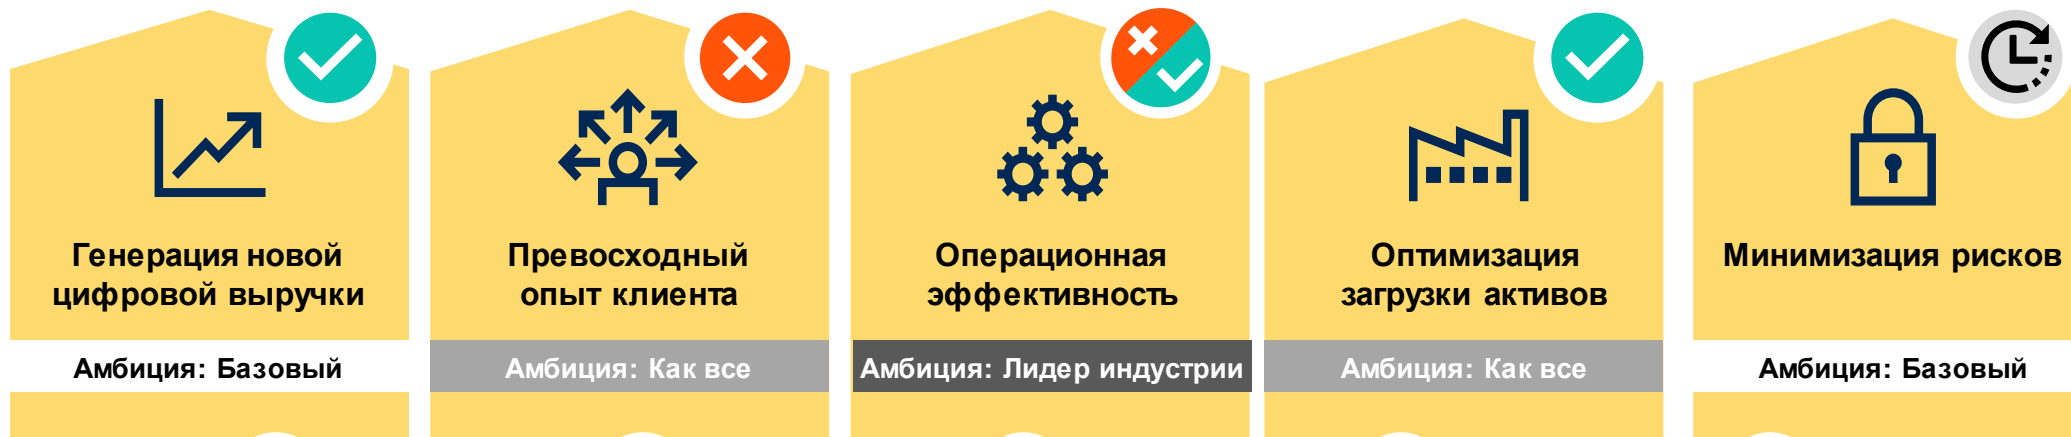 Генерация новой
цифровой выручки
Амбиция: Базовый
Превосходный
опыт клиента
Амбиция: Как все
Операционная
эффективность
Амбиция: Лидер индустрии
Оптимизация
загрузки активов
Амбиция: Как все
Минимизация рисков
Амбиция: Базовый